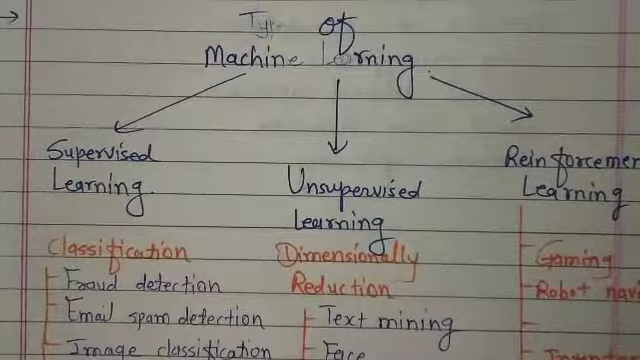 of
Machine Learning
Supervised
Learning
Unsupervised
Learning
Reinforcemen
Learning
Classification
Fraud detection
Email spam detection
Image classification
Dimensionally
Reduction
Text mining
Face
Gaming
Robot navi